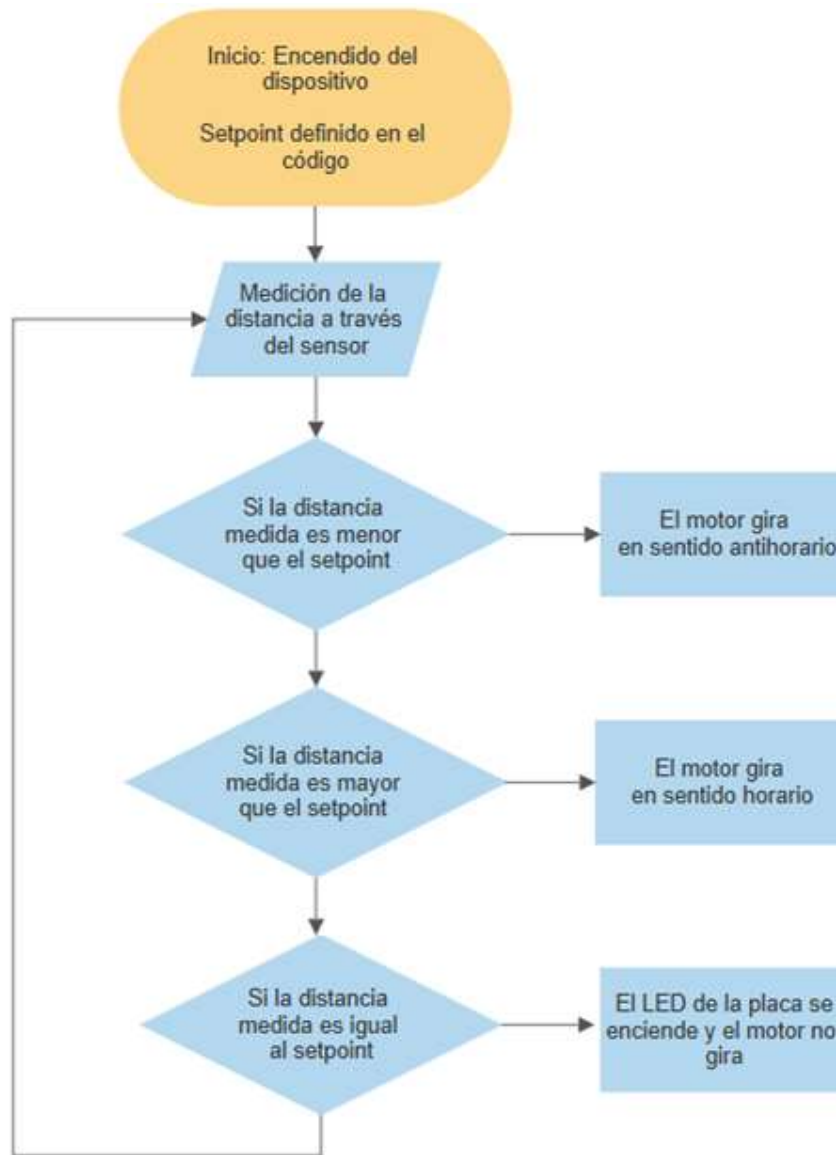 Inicio: Encendido del
dispositivo
Setpoint definido en el
código
Medición de la
distancia a través
del sensor
Si la distancia
medida es menor
que el setpoint
El motor gira
en sentido antihorario
Si la distancia
medida es mayor
que el setpoint
El motor gira
en sentido horario
Si la distancia
medida es igual
al setpoint
El LED de la placa se
enciende y el motor no
gira